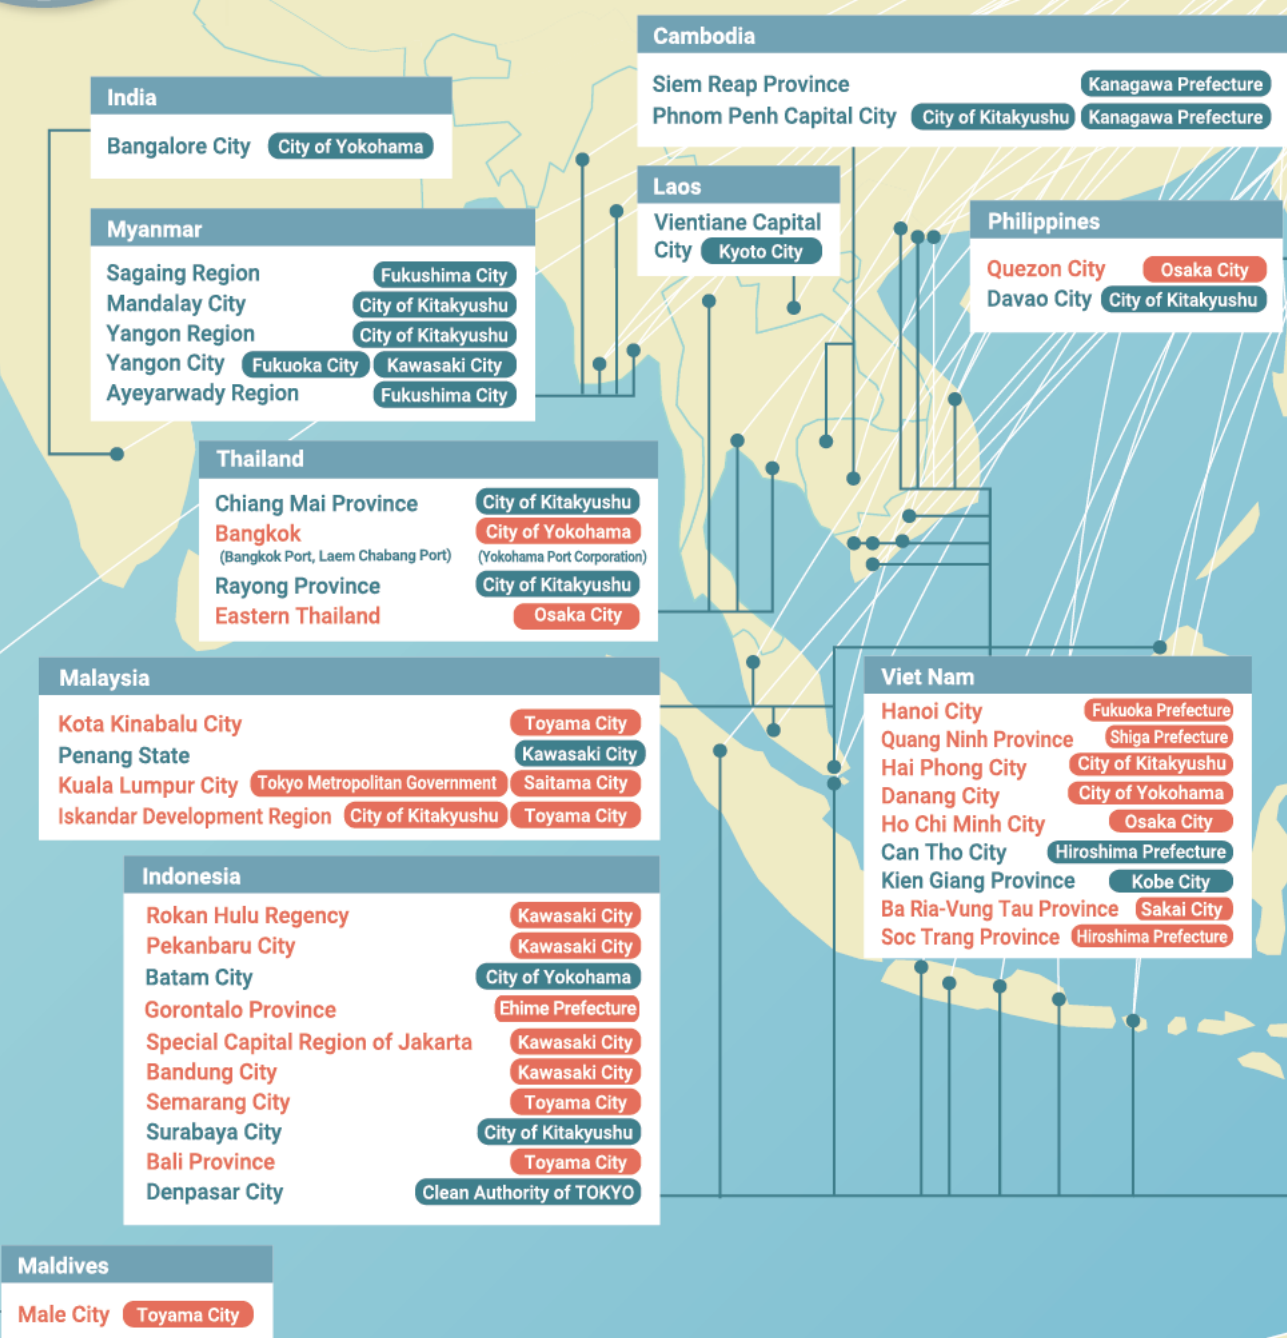 Cambodia
Siem Reap Province Kanagawa Prefecture
Phnom Penh Capital City City of Kitakyushu Kanagawa Prefecture
India
Bangalore City City of Yokohama
Laos
Vientiane Capital
City Kyoto City
Myanmar
Sagaing Region Fukushima City
Mandalay City City of Kitakyushu
Yangon Region City of Kitakyushu
Yangon City Fukuoka City Kawasaki City
Ayeyarwady Region Fukushima City
Philippines
Quezon City Osaka City
Davao City City of Kitakyushu
Thailand
Chiang Mai Province City of Kitakyushu
Bangkok City of Yokohama
(Bangkok Port, Laem Chabang Port) (Yokohama Port Corporation)
Rayong Province City of Kitakyushu
Eastern Thailand Osaka City
Malaysia
Kota Kinabalu City Toyama City
Penang State Kawasaki City
Kuala Lumpur City Tokyo Metropolitan Government Saitama City
Iskandar Development Region City of Kitakyushu Toyama City
Viet Nam
Hanoi City Fukuoka Prefecture
Quang Ninh Province Shiga Prefecture
Hai Phong City City of Kitakyushu
Danang City City of Yokohama
Ho Chi Minh City Osaka City
Can Tho City Hiroshima Prefecture
Kien Giang Province Kobe City
Ba Ria-Vung Tau Province Sakai City
Soc Trang Province Hiroshima Prefecture
Indonesia
Rokan Hulu Regency Kawasaki City
Pekanbaru City Kawasaki City
Batam City City of Yokohama
Gorontalo Province Ehime Prefecture
Special Capital Region of Jakarta Kawasaki City
Bandung City Kawasaki City
Semarang City Toyama City
Surabaya City City of Kitakyushu
Bali Province Toyama City
Denpasar City Clean Authority of TOKYO
Maldives
Male City Toyama City